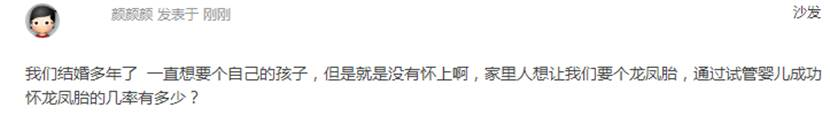 颜颜颜 发表于 刚刚 沙发
我们结婚多年了 一直想要个自己的孩子，但是就是没有怀上啊，家里人想让我们要个龙凤胎，通过试管婴儿成功
怀龙凤胎的几率有多少？